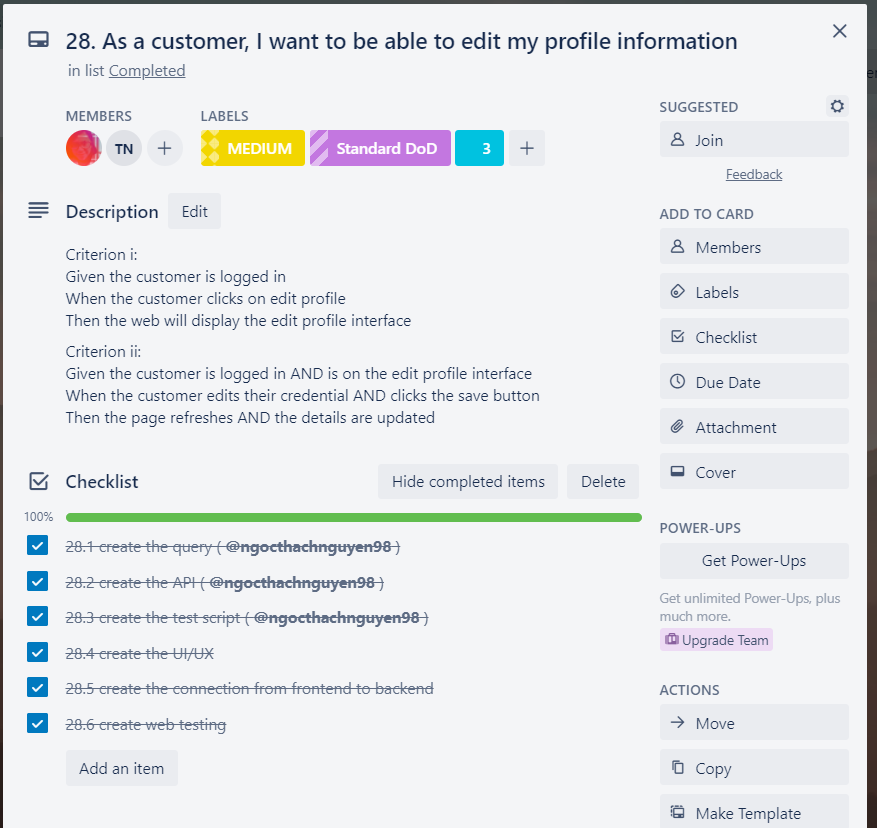 28. As a customer, I want to be able to edit my profile information
in list Completed
MEMBERS
LABELS
TN
MEDIUM
Standard DoD
3
Description
Edit
Criterion i:
Given the customer is logged in
When the customer clicks on edit profile
Then the web will display the edit profile interface
Criterion ii:
Given the customer is logged in AND is on the edit profile interface
When the customer edits their credential AND clicks the save button
Then the page refreshes AND the details are updated
Checklist
Hide completed items
Delete
100%
28.1 create the query ( @ngocthachnguyen98 )
28.2 create the API ( @ngocthachnguyen98 )
28.3 create the test script ( @ngocthachnguyen98 )
28.4 create the UI/UX
28.5 create the connection from frontend to backend
28.6 create web testing
Add an item
SUGGESTED
Join
Feedback
ADD TO CARD
Members
Labels
Checklist
Due Date
Attachment
Cover
POWER-UPS
Get Power-Ups
Get unlimited Power-Ups, plus
much more.
Upgrade Team
ACTIONS
Move
Copy
Make Template